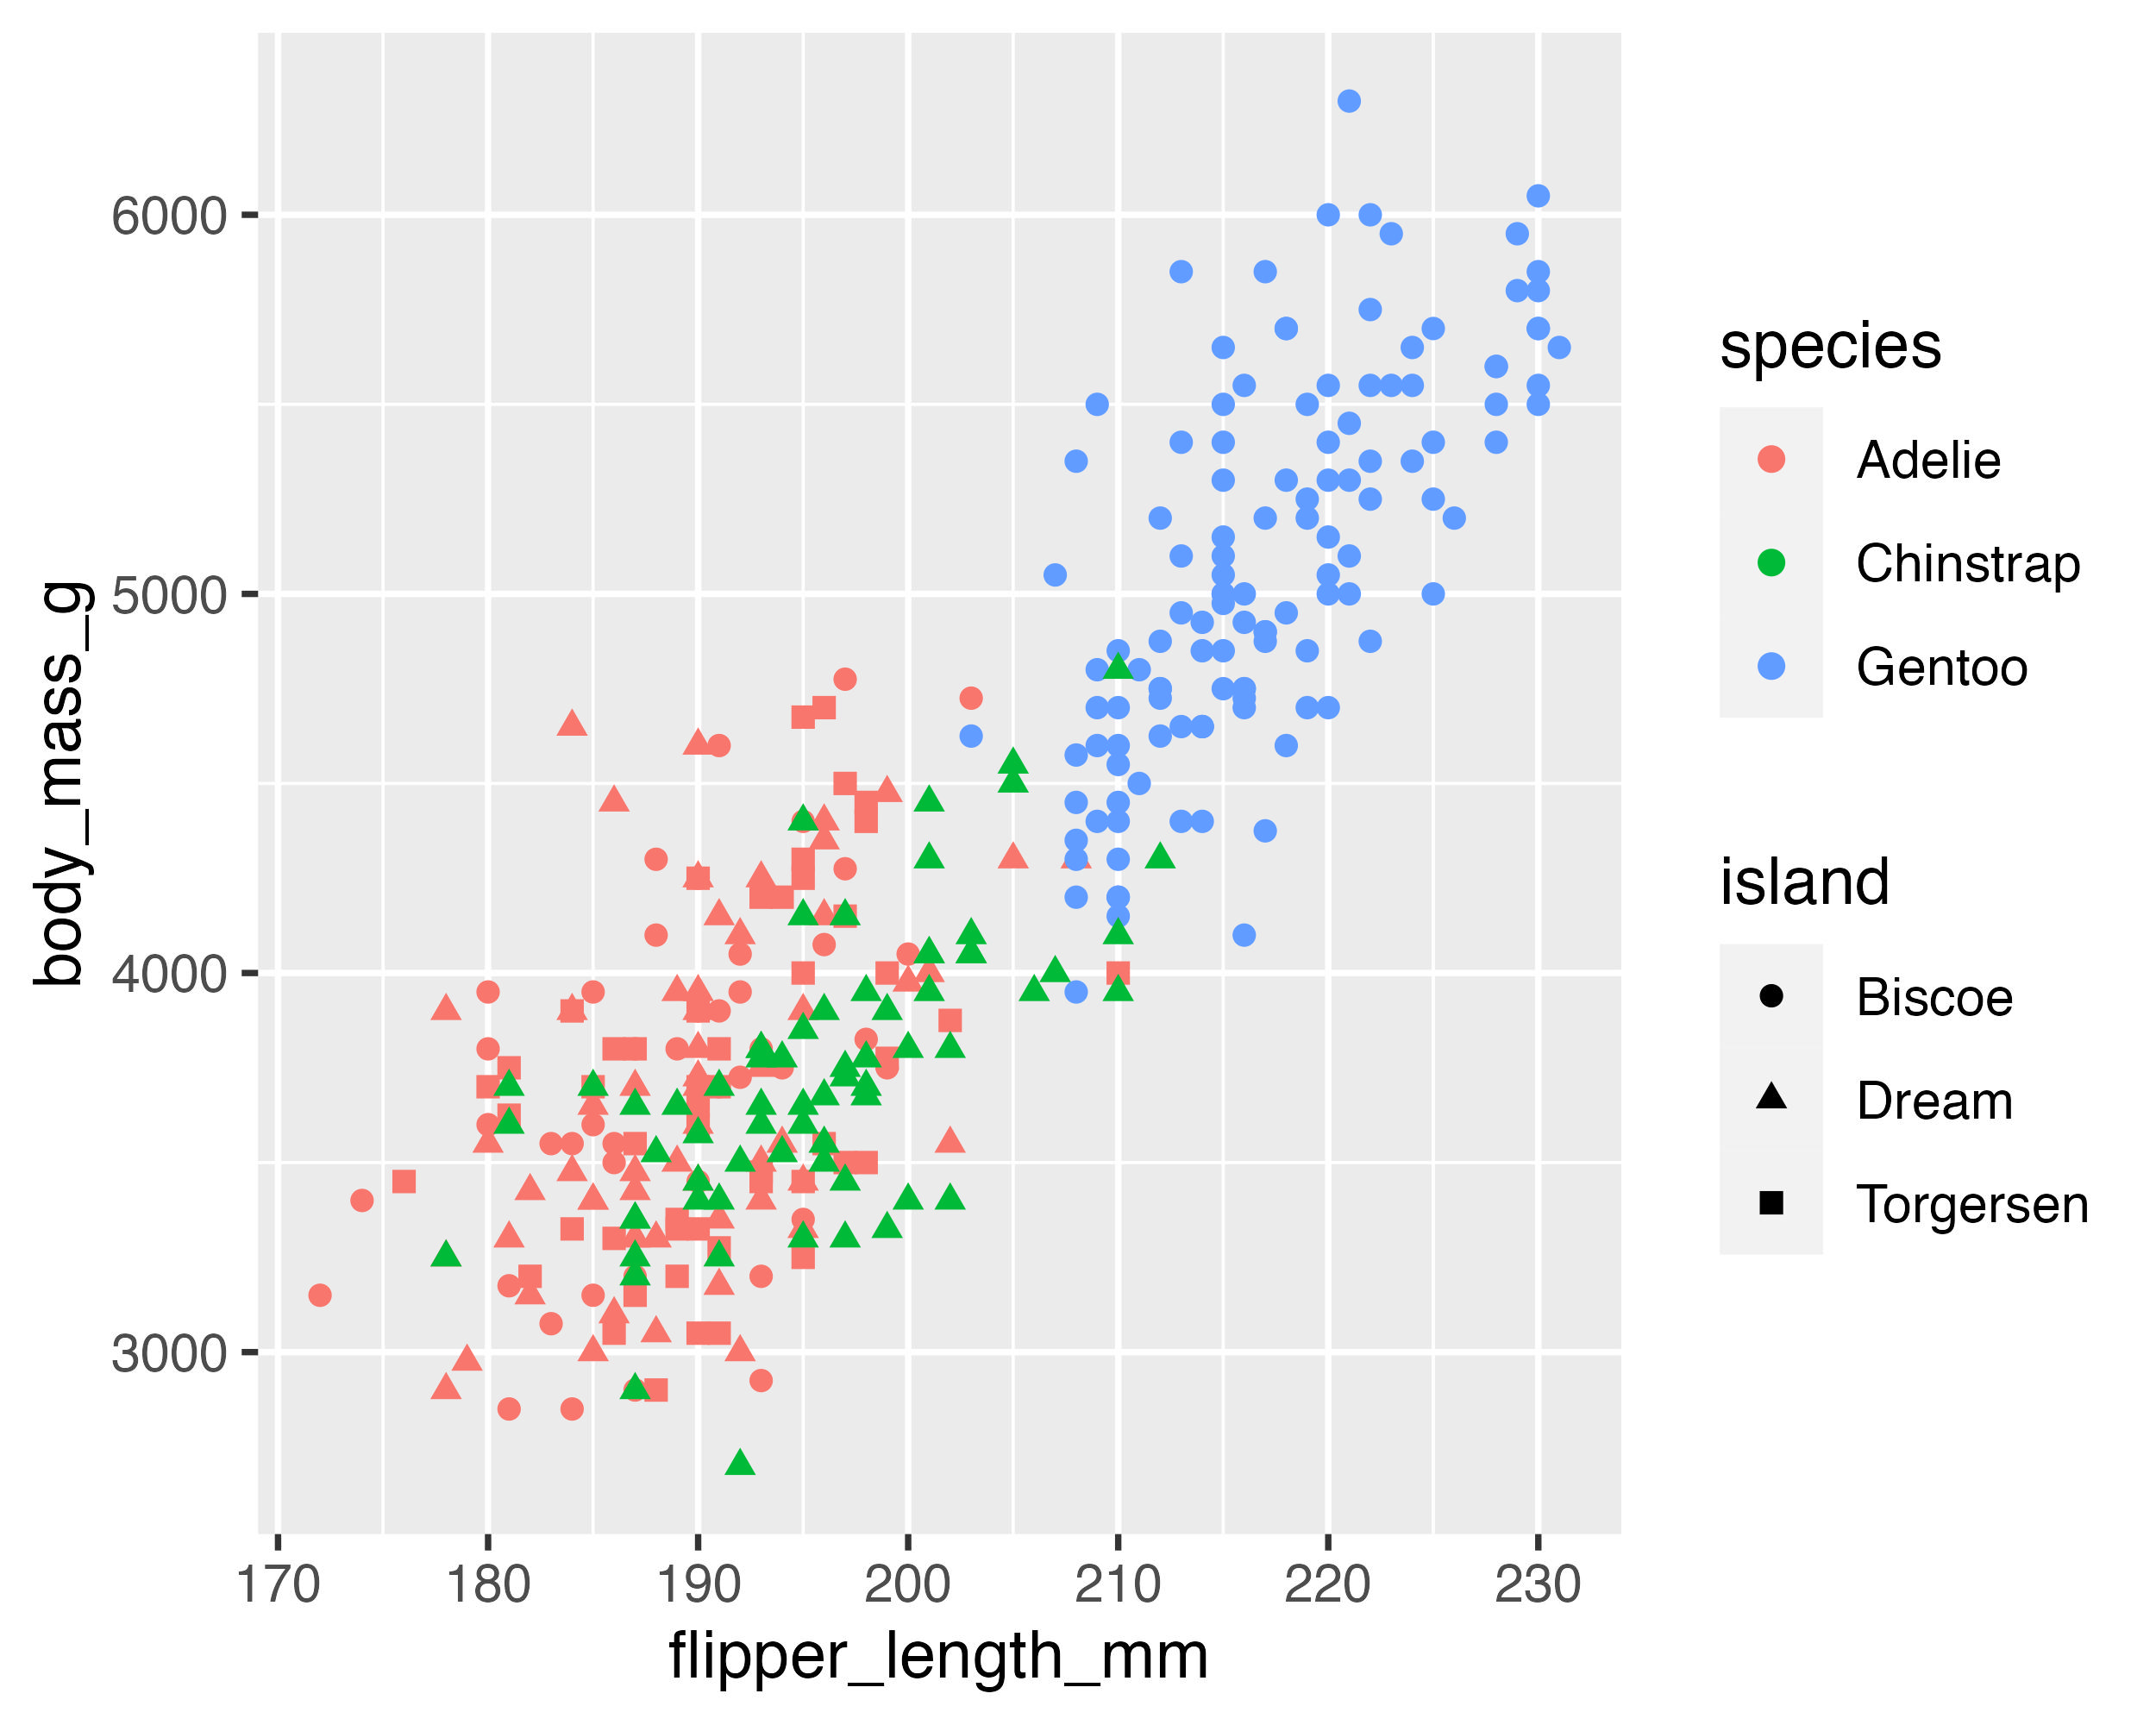 body_mass_g
6000
5000
4000
3000
170 180 190 200 210 220 230
flipper_length_mm
species
Adelie
Chinstrap
Gentoo
island
Biscoe
Dream
Torgersen